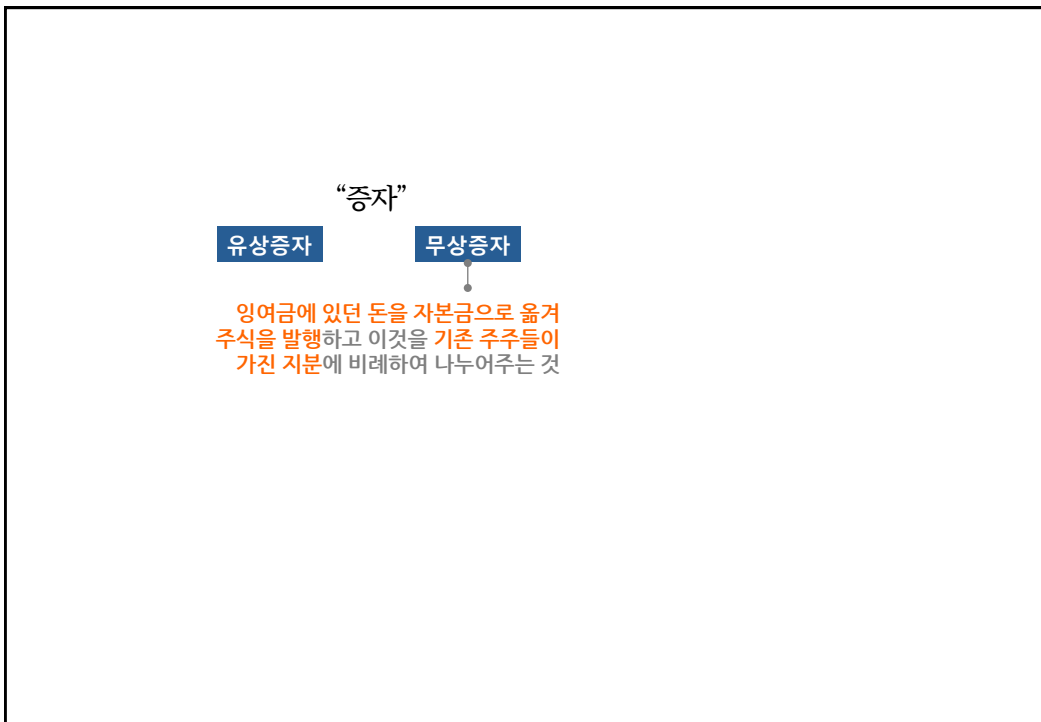 “증자”
유상증자 무상증자
잉여금에 있던 돈을 자본금으로 옮겨
주식을 발행하고 이것을 기존 주주들이
가진 지분에 비례하여 나누어주는 것